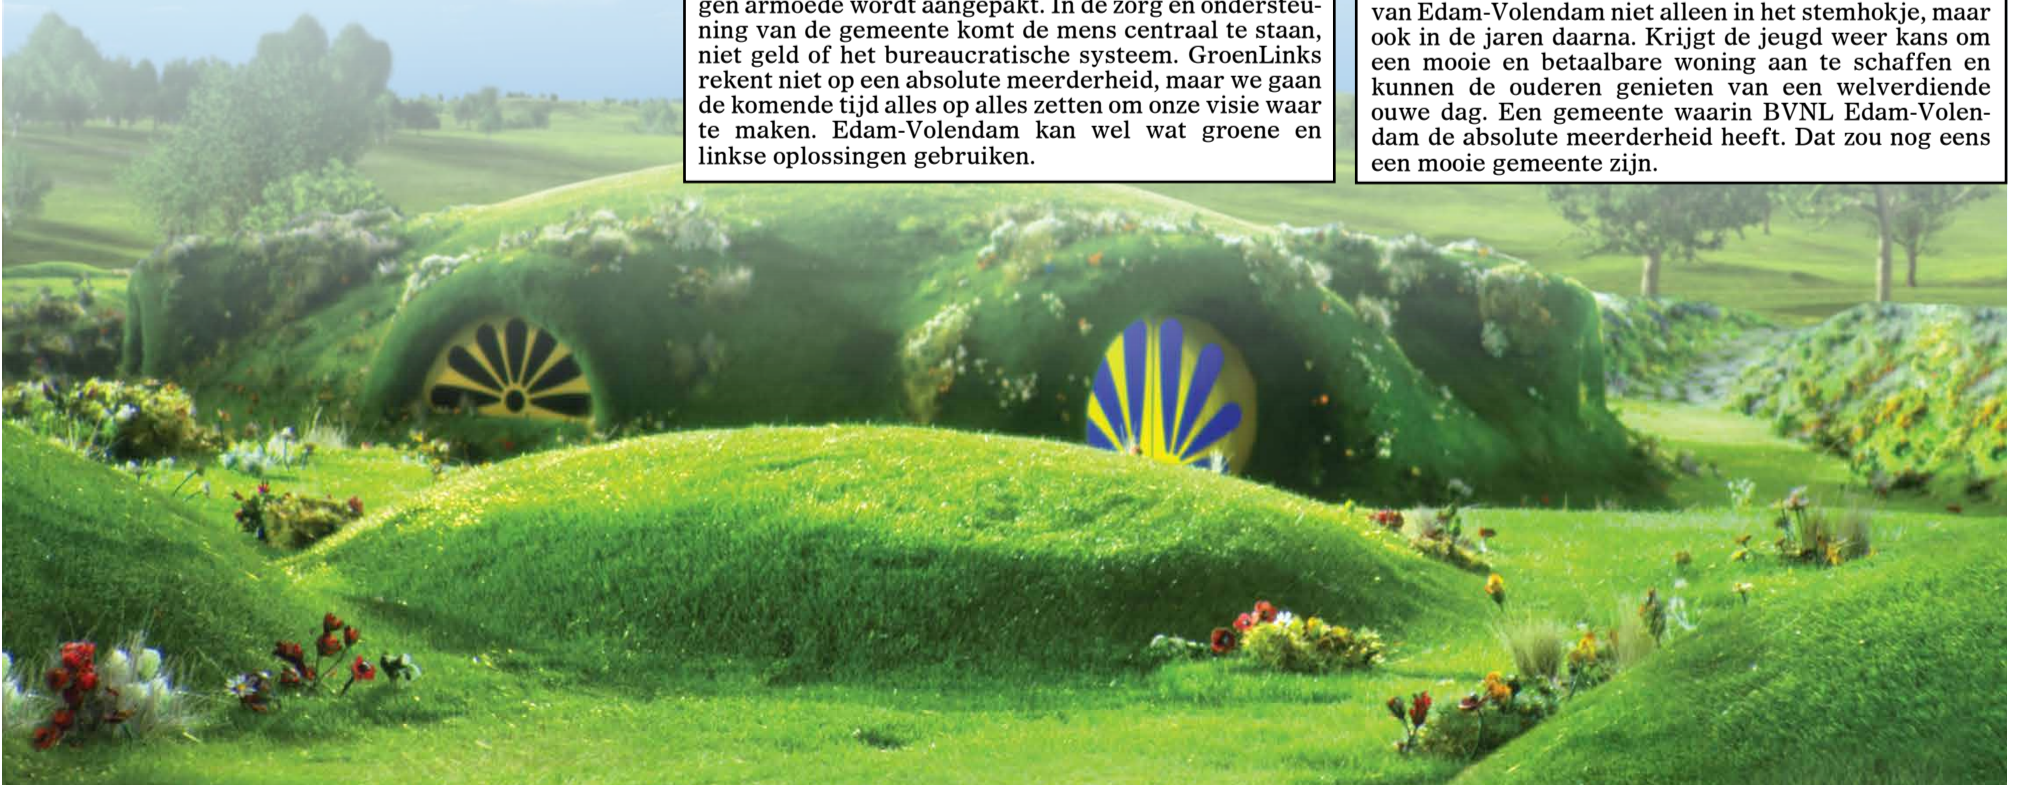 gen armoede wordt aangepakt. In de zorg en ondersteu-
ning van de gemeente komt de mens centraal te staan,
niet geld of het bureaucratische systeem. GroenLinks
rekent niet op een absolute meerderheid, maar we gaan
de komende tijd alles op alles zetten om onze visie waar
te maken. Edam-Volendam kan wel wat groene en
linkse oplossingen gebruiken.
van Edam-Volendam niet alleen in het stemhokje, maar
ook in de jaren daarna. Krijgt de jeugd weer kans om
een mooie en betaalbare woning aan te schaffen en
kunnen de ouderen genieten van een welverdiende
ouwe dag. Een gemeente waarin BVNL Edam-Volen-
dam de absolute meerderheid heeft. Dat zou nog eens
een mooie gemeente zijn.